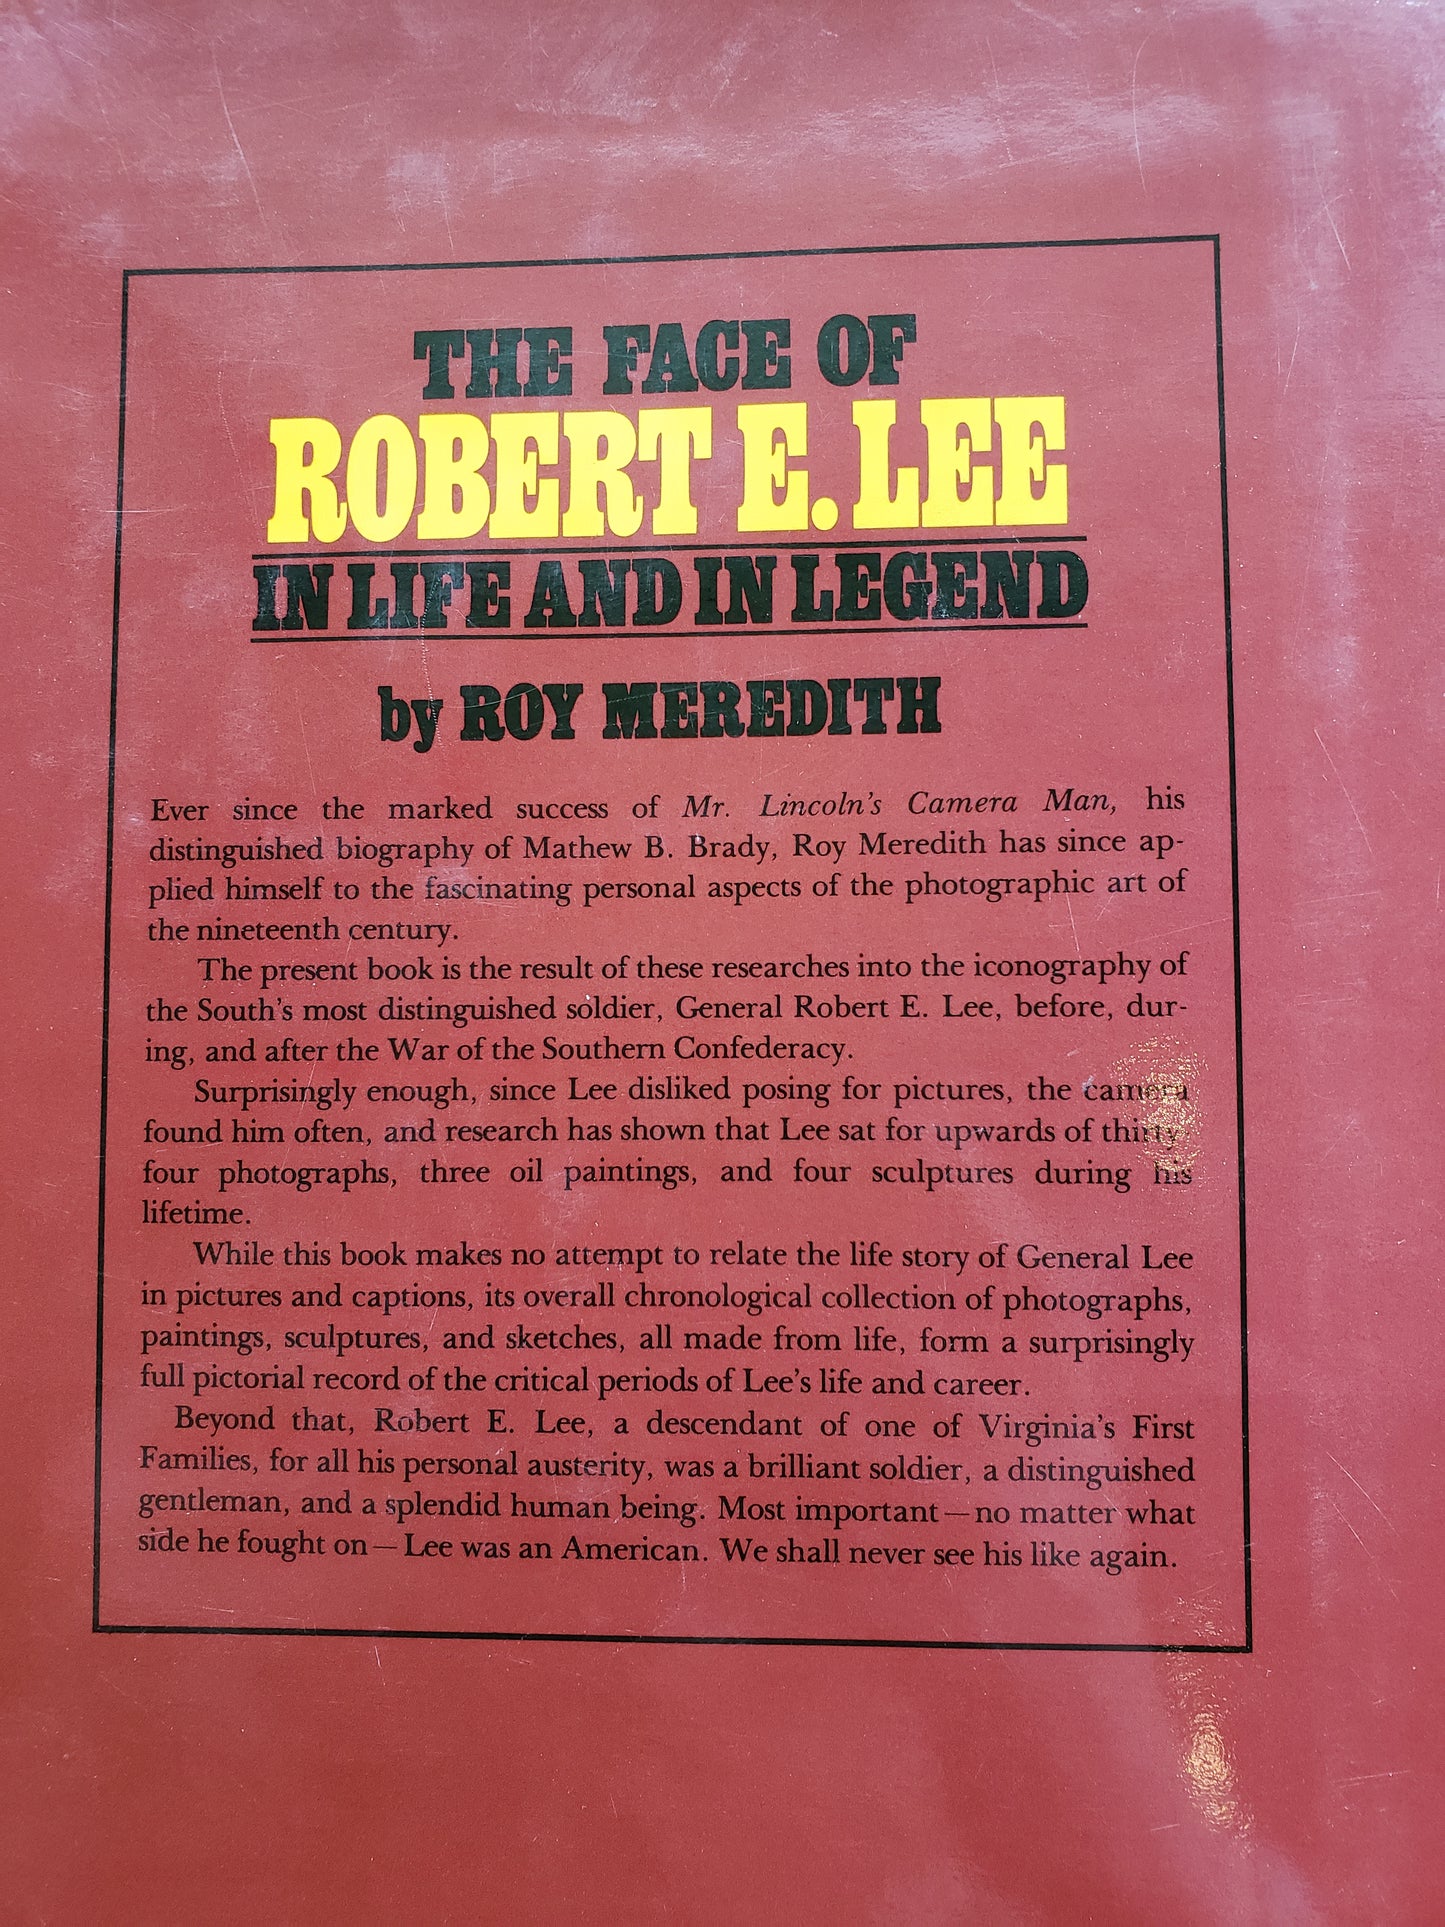 THE FACE OF
ROBERT E. LEE
IN LIFE AND IN LEGEND
by ROY MEREDITH
Ever since the marked success of Mr. Lincoln's Camera Man, his
distinguished biography of Mathew B. Brady, Roy Meredith has since ap-
plied himself to the fascinating personal aspects of the photographic art of
the nineteenth century.
The present book is the result of these researches into the iconography of
the South's most distinguished soldier, General Robert E. Lee, before, dur-
ing, and after the War of the Southern Confederacy.
Surprisingly enough, since Lee disliked posing for pictures, the camera
found him often, and research has shown that Lee sat for upwards of thirty-
four photographs, three oil paintings, and four sculptures during his
lifetime.
While this book makes no attempt to relate the life story of General Lee
in pictures and captions, its overall chronological collection of photographs,
paintings, sculptures, and sketches, all made from life, form a surprisingly
full pictorial record of the critical periods of Lee's life and career.
Beyond that, Robert E. Lee, a descendant of one of Virginia's First
Families, for all his personal austerity, was a brilliant soldier, a distinguished
gentleman, and a splendid human being. Most important—no matter what
side he fought on—Lee was an American. We shall never see his like again.